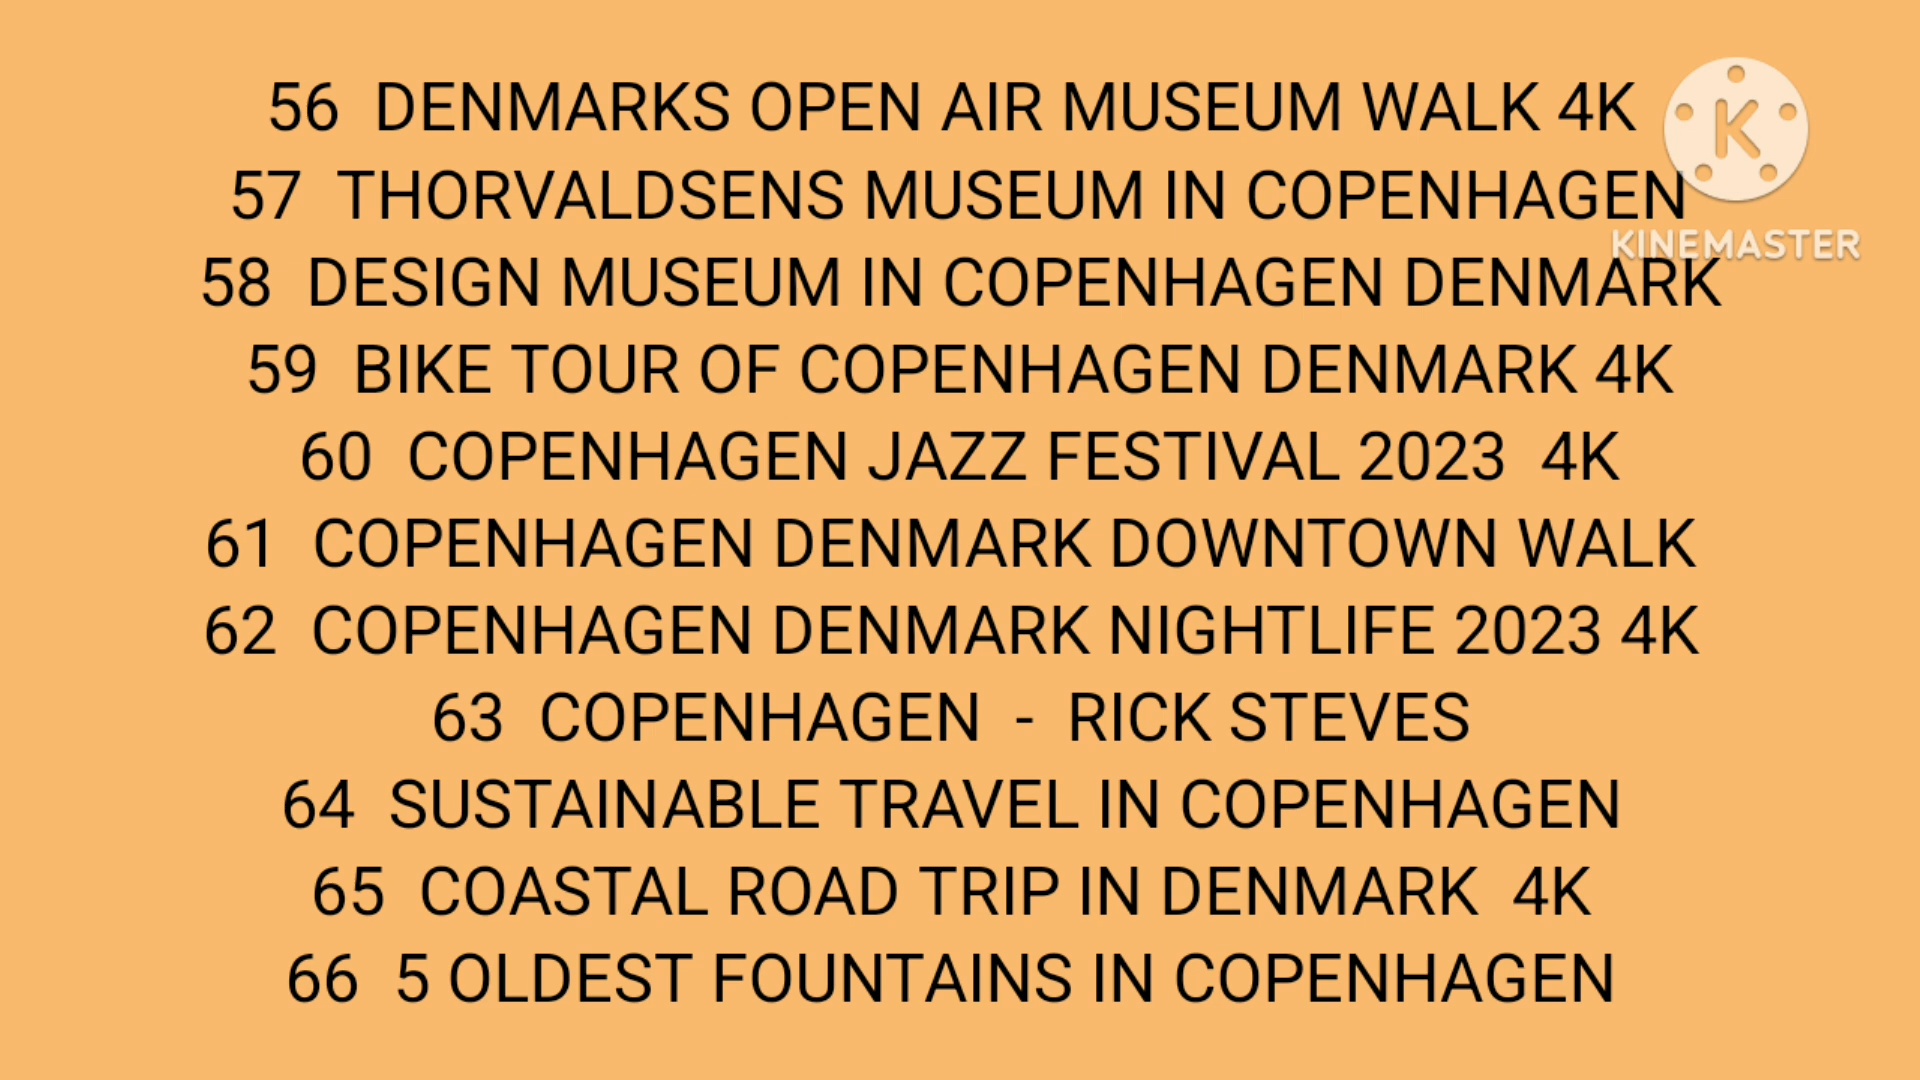 56  DENMARKS OPEN AIR MUSEUM WALK 4K
57  THORVALDSENS MUSEUM IN COPENHAGEN
58  DESIGN MUSEUM IN COPENHAGEN DENMARK
59  BIKE TOUR OF COPENHAGEN DENMARK 4K
60  COPENHAGEN JAZZ FESTIVAL 2023  4K
61  COPENHAGEN DENMARK DOWNTOWN WALK
62  COPENHAGEN DENMARK NIGHTLIFE 2023 4K
63  COPENHAGEN  -  RICK STEVES
64  SUSTAINABLE TRAVEL IN COPENHAGEN
65  COASTAL ROAD TRIP IN DENMARK  4K
66  5 OLDEST FOUNTAINS IN COPENHAGEN
K
KINEMASTER